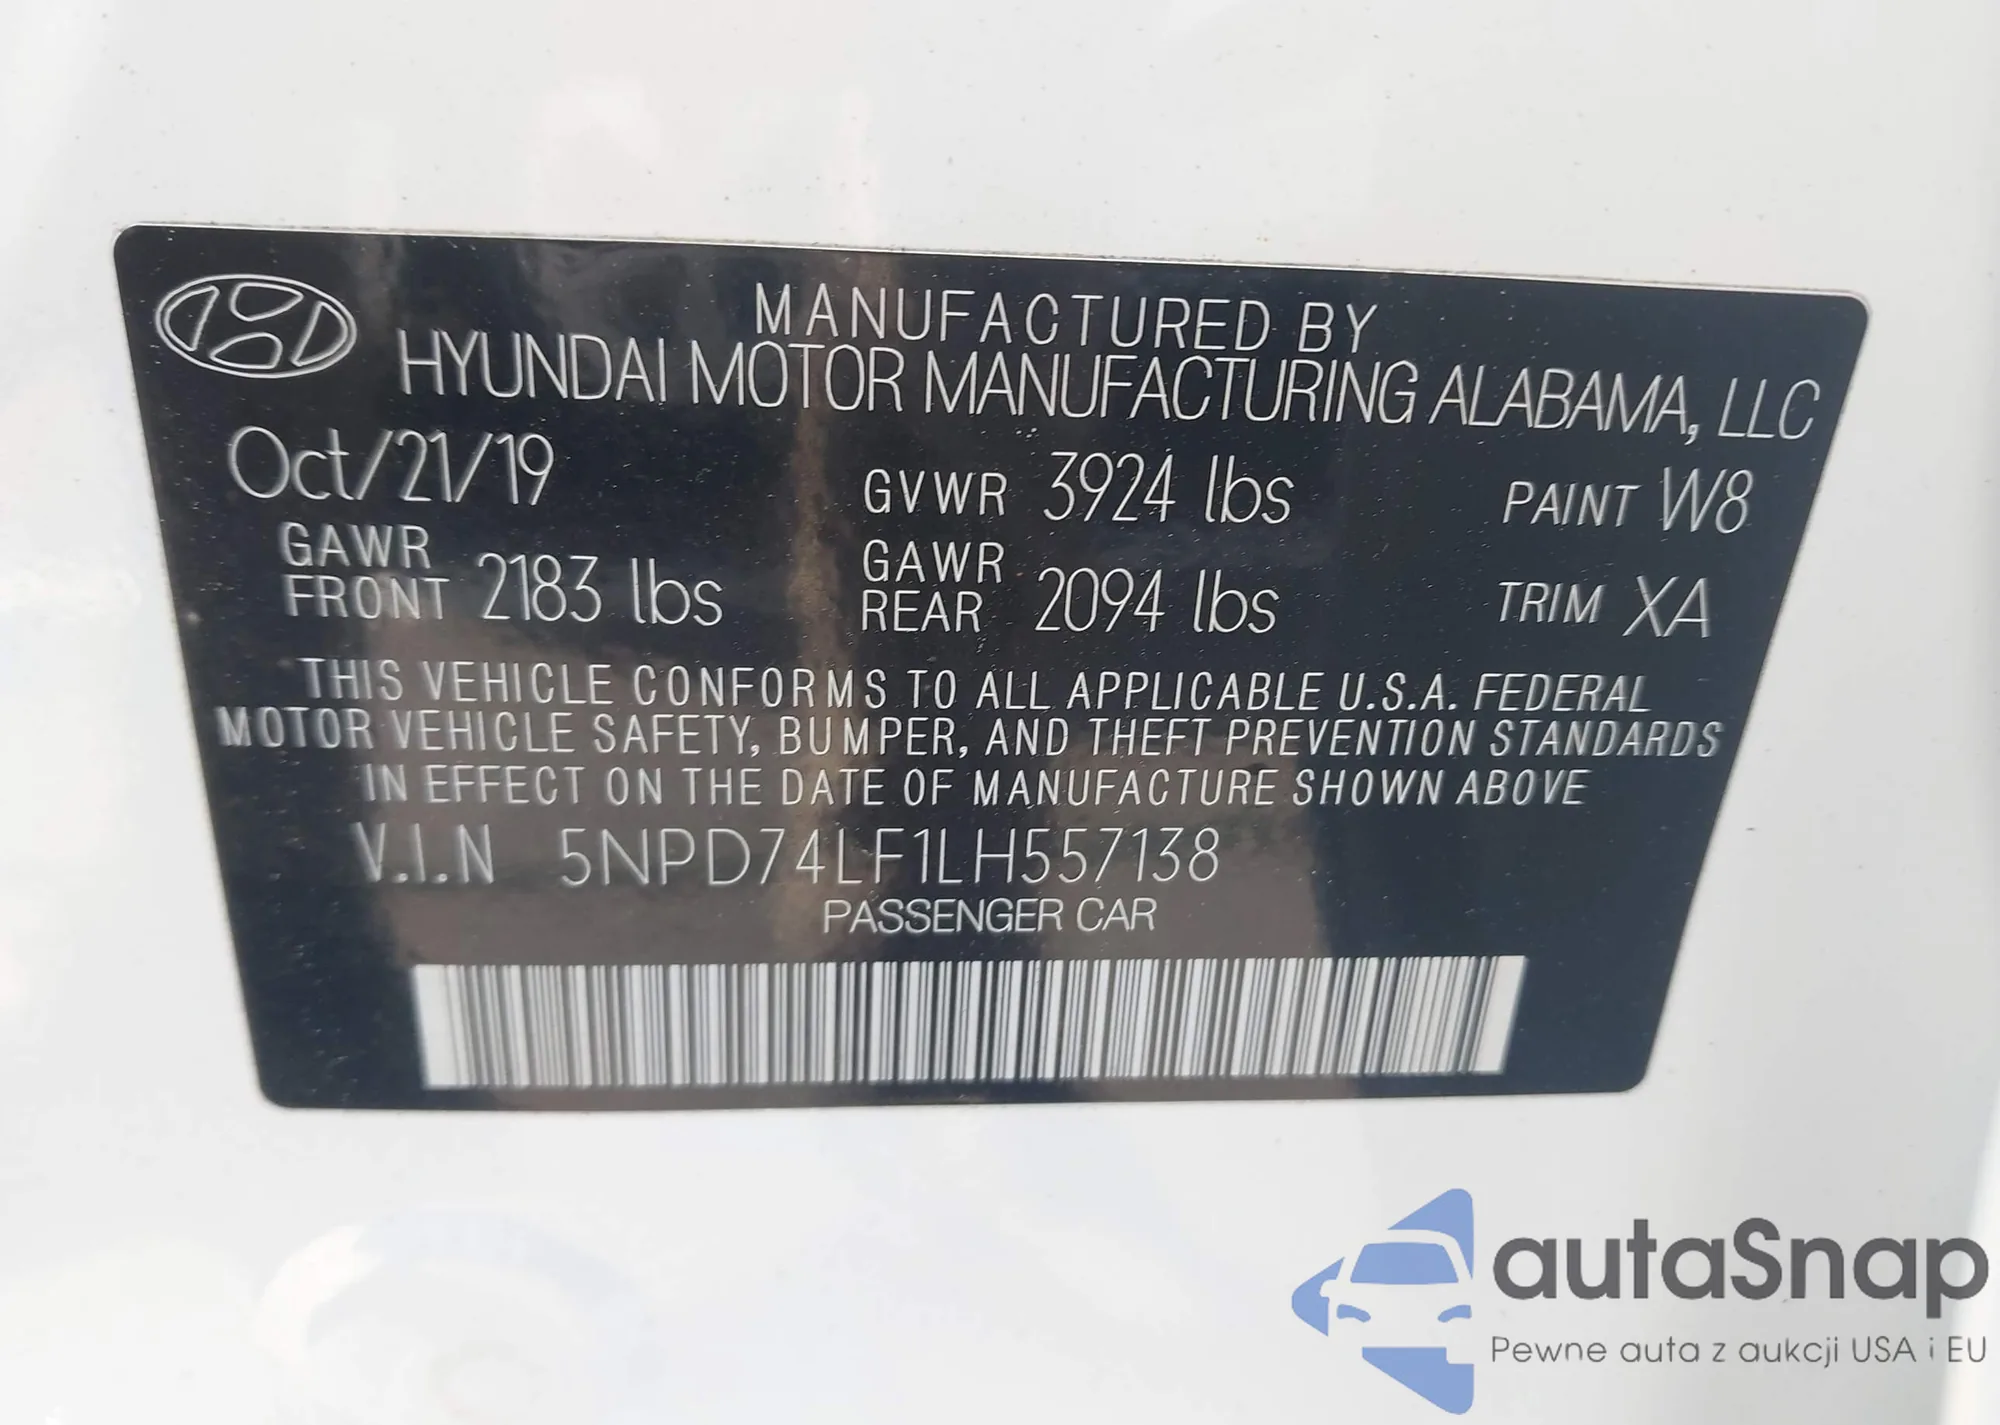 MANUFACTURED BY
HYUNDAI MOTOR MANUFACTURING ALABAMA, LLC
Oct/21/19 GVWR 3924 lbs PAINT W8
GAWR FRONT 2183 lbs GAWR REAR 2094 lbs TRIM XA
THIS VEHICLE CONFORMS TO ALL APPLICABLE U.S.A. FEDERAL
MOTOR VEHICLE SAFETY, BUMPER, AND THEFT PREVENTION STANDARDS
IN EFFECT ON THE DATE OF MANUFACTURE SHOWN ABOVE
V.I.N 5NPD74LF1LH557138
PASSENGER CAR
autaSnap
Pewne auta z aukcji USA i EU